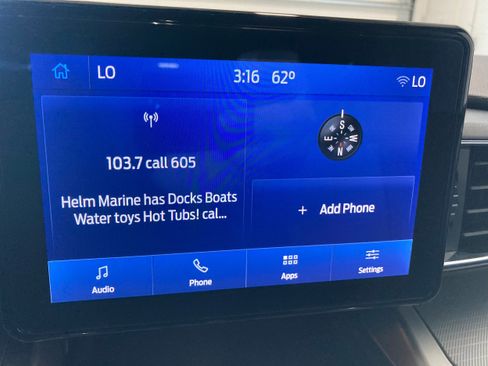 LO
3:16 62º
LO
103.7 call 605
Helm Marine has Docks Boats
Water toys Hot Tubs! cal...
S
E
W
N
+ Add Phone
Audio
Phone
Apps
Settings